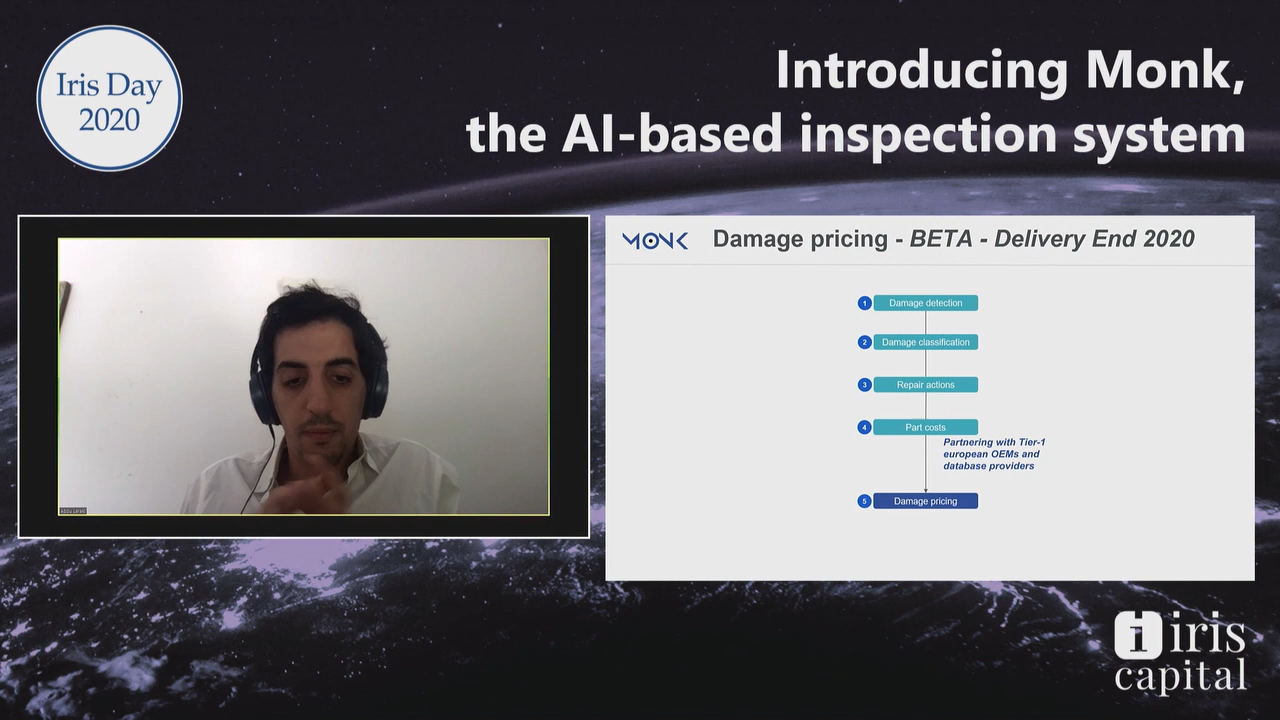 Iris Day
2020
Introducing Monk,
the AI-based inspection system
MONK
Damage pricing - BETA - Delivery End 2020
1 Damage detection
2 Damage classification
3 Repair actions
4 Part costs
Partnering with Tier-1
european OEMs and
database providers
5 Damage pricing
i iris
capital